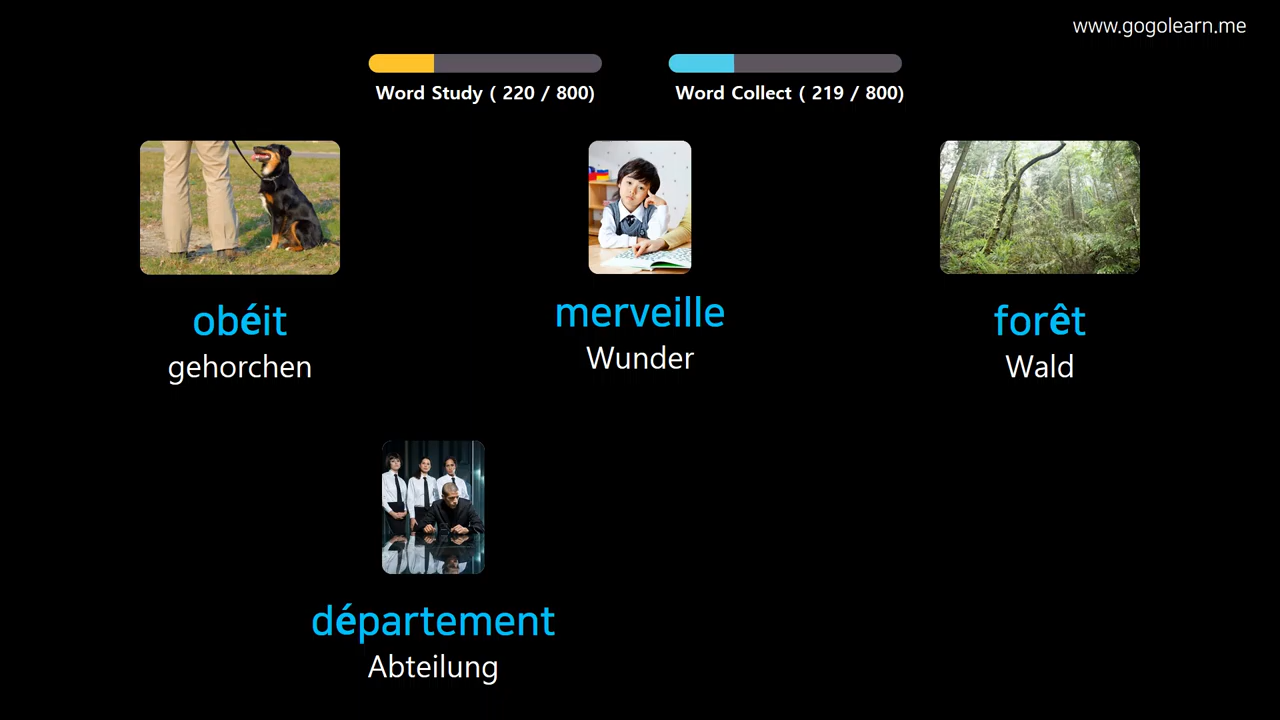 www.gogolearn.me
Word Study ( 220 / 800)
Word Collect ( 219 / 800)
obéit
gehorchen
merveille
Wunder
forêt
Wald
département
Abteilung